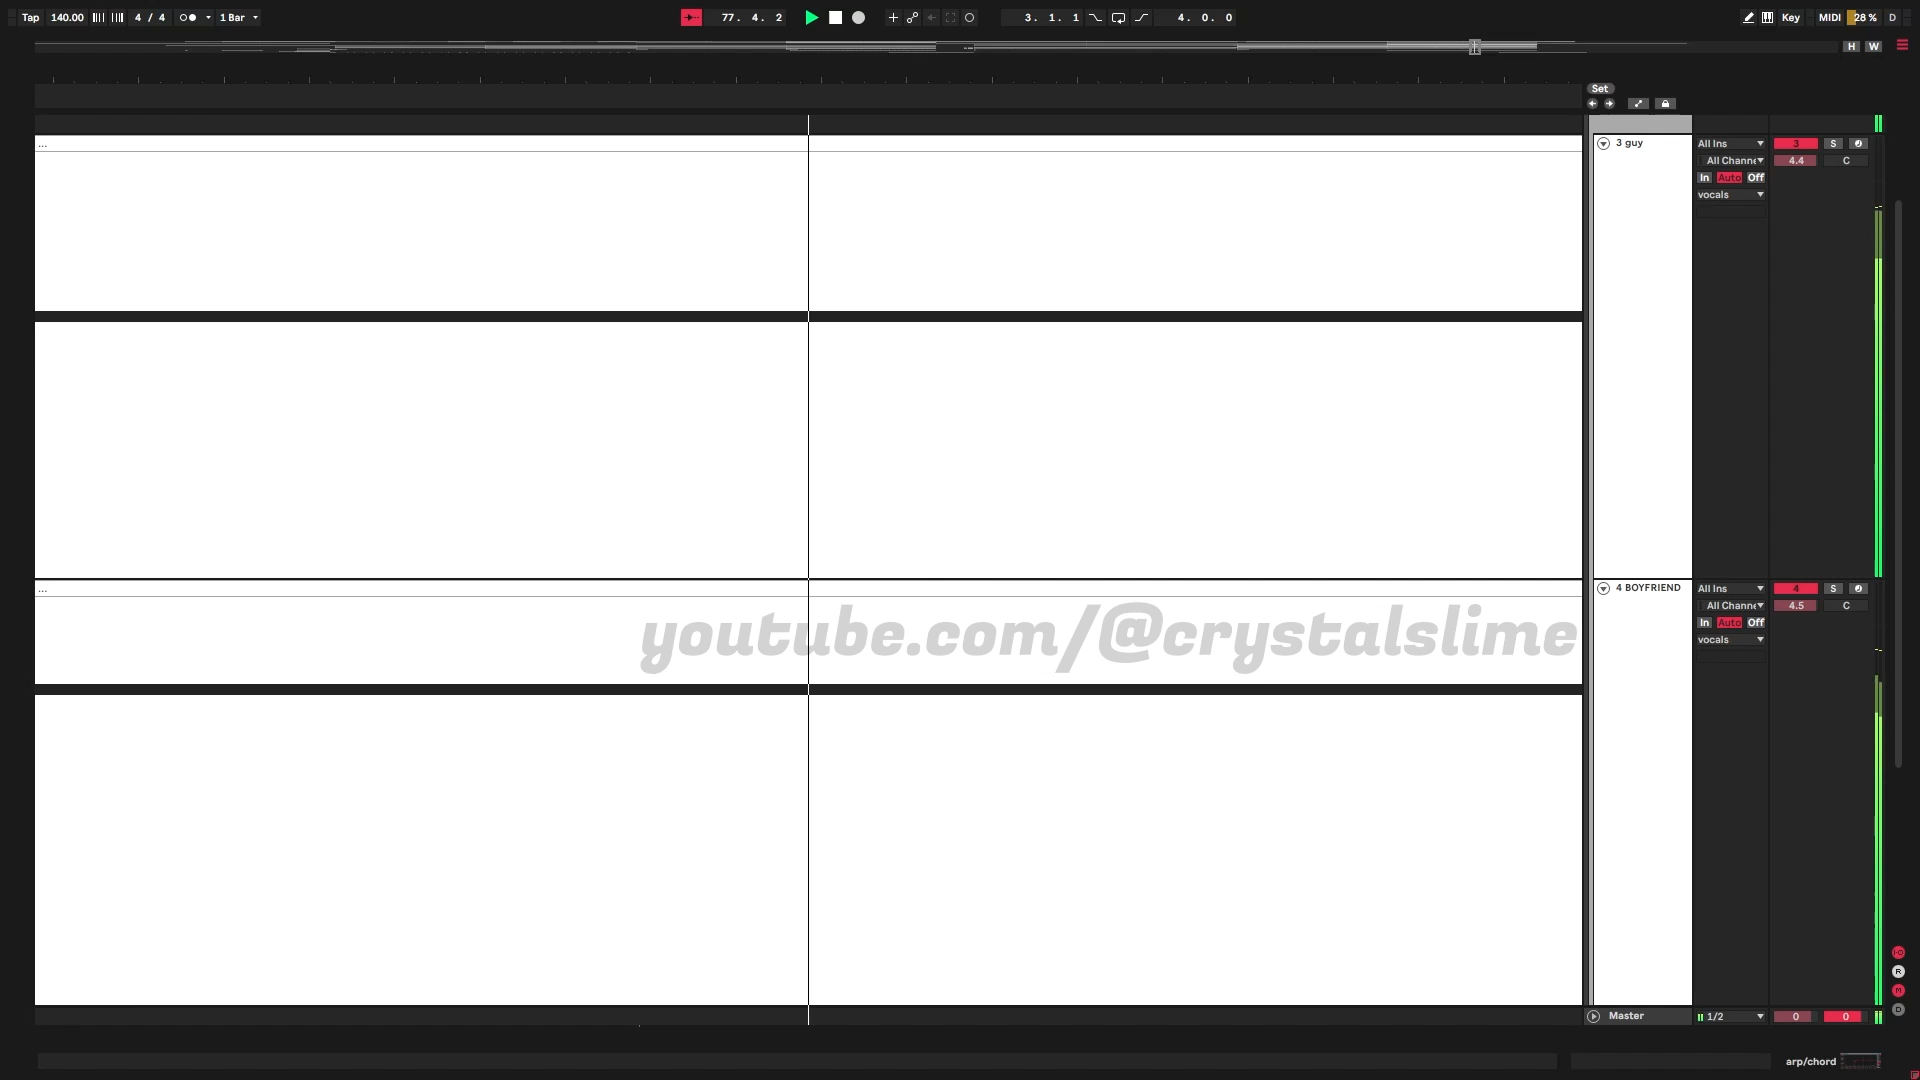 Tap 140.00 4 / 4 1 Bar 77. 4. 2 3. 1. 1 4. 0. 0 Key MIDI 28 % D
H W
Set
... 3 guy All Ins 3 S
All Channe 4.4 C
In Auto Off
vocals
... 4 BOYFRIEND All Ins 4 S
All Channe 4.5 C
In Auto Off
vocals
youtube.com/@crystalslime
R
M
D
Master 1/2 0 0
arp/chord